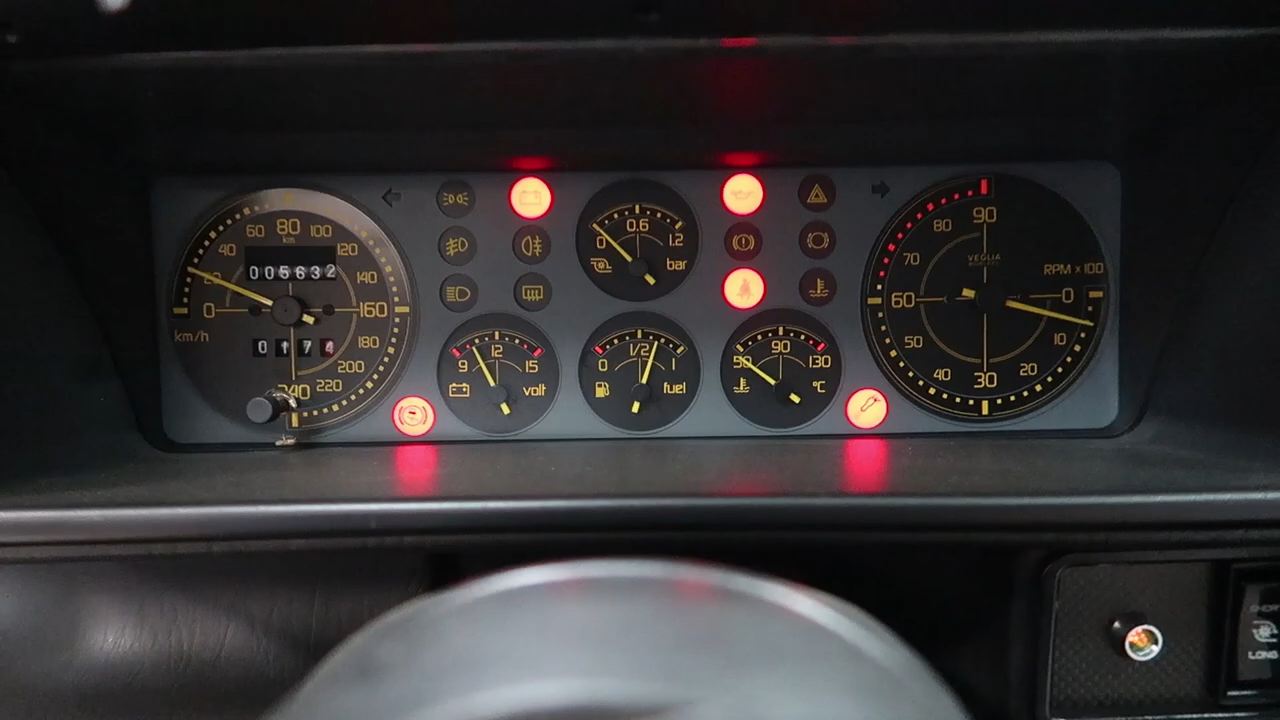 60 80 100
40 km 120
20 005632 140
0 160
km/h
0174 180
200
240 220
0 0.6 1.2
bar
9 12 15
volt
0 1/2 1
fuel
50 90 130
°C
90
80
VEGLIA
70 RPM x 100
60 0
50 10
40 30 20
SHORT
LONG